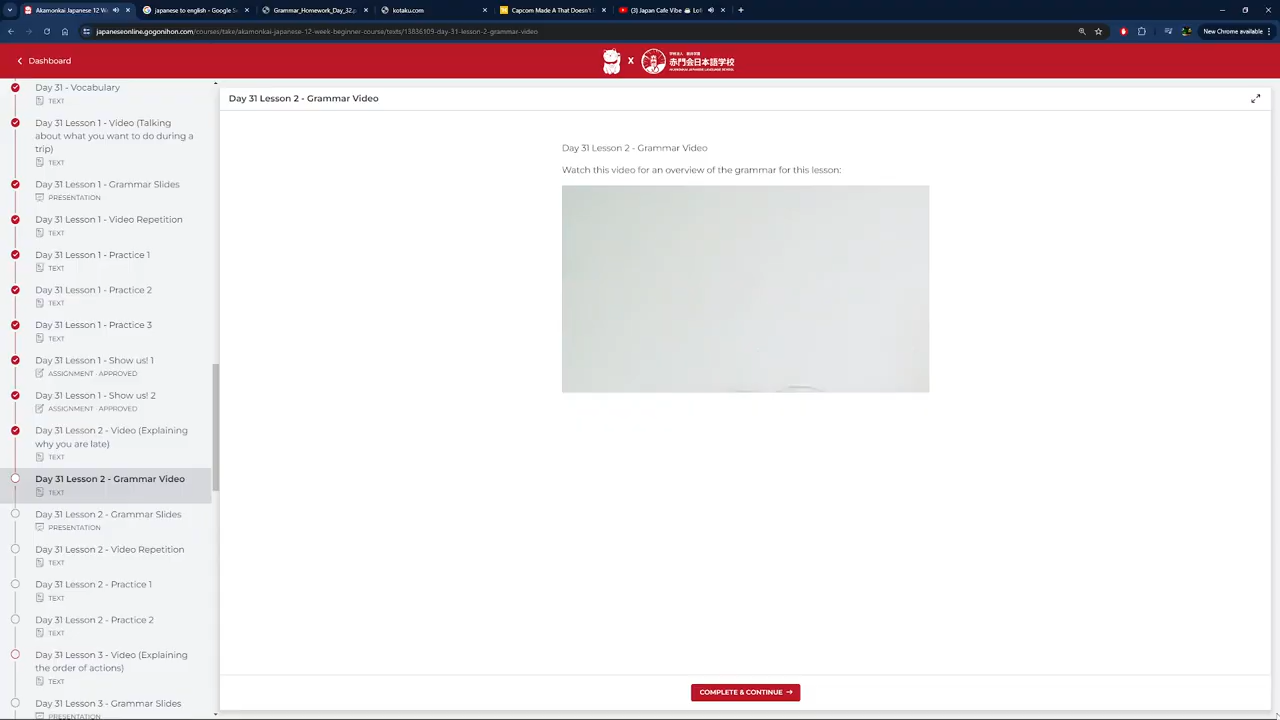 Akamonkai Japanese 12 W
japanese to english - Google S
Grammar_Homework_Day_32.p
kotaku.com
Capcom Made A That Doesn't
(3) Japan Cafe Vibe
japaneseonline.gogonihon.com/courses/take/akamonkai-japanese-12-week-beginner-course/texts/13836109-day-31-lesson-2-grammar-video
New Chrome available
Dashboard
X
赤門会日本語学校
Day 31 - Vocabulary
TEXT
Day 31 Lesson 1 - Video (Talking
about what you want to do during a
trip)
TEXT
Day 31 Lesson 1 - Grammar Slides
PRESENTATION
Day 31 Lesson 1 - Video Repetition
TEXT
Day 31 Lesson 1 - Practice 1
TEXT
Day 31 Lesson 1 - Practice 2
TEXT
Day 31 Lesson 1 - Practice 3
TEXT
Day 31 Lesson 1 - Show us! 1
ASSIGNMENT · APPROVED
Day 31 Lesson 1 - Show us! 2
ASSIGNMENT · APPROVED
Day 31 Lesson 2 - Video (Explaining
why you are late)
TEXT
Day 31 Lesson 2 - Grammar Video
TEXT
Day 31 Lesson 2 - Grammar Slides
PRESENTATION
Day 31 Lesson 2 - Video Repetition
TEXT
Day 31 Lesson 2 - Practice 1
TEXT
Day 31 Lesson 2 - Practice 2
TEXT
Day 31 Lesson 3 - Video (Explaining
the order of actions)
TEXT
Day 31 Lesson 3 - Grammar Slides
PRESENTATION
Day 31 Lesson 2 - Grammar Video
Day 31 Lesson 2 - Grammar Video
Watch this video for an overview of the grammar for this lesson:
COMPLETE & CONTINUE →